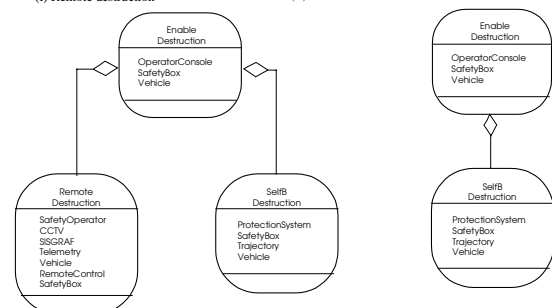 (i) Remote destruction
Enable
Destruction
OperatorConsole
SafetyBox
Vehicle
Remote
Destruction
SafetyOperator
CCTV
SISGRAF
Telemetry
Vehicle
RemoteControl
SafetyBox
SelfB
Destruction
ProtectionSystem
SafetyBox
Trajectory
Vehicle
Enable
Destruction
OperatorConsole
SafetyBox
Vehicle
SelfB
Destruction
ProtectionSystem
SafetyBox
Trajectory
Vehicle